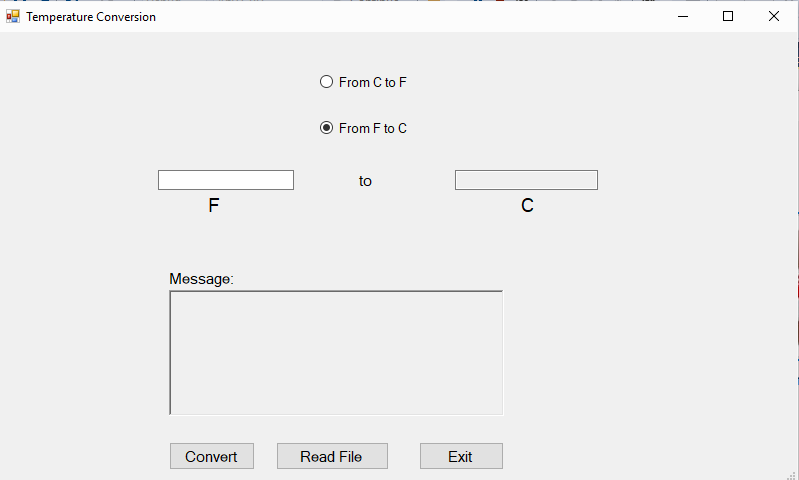 Temperature Conversion
From C to F
From F to C
to
F
C
Message:
Convert Read File Exit